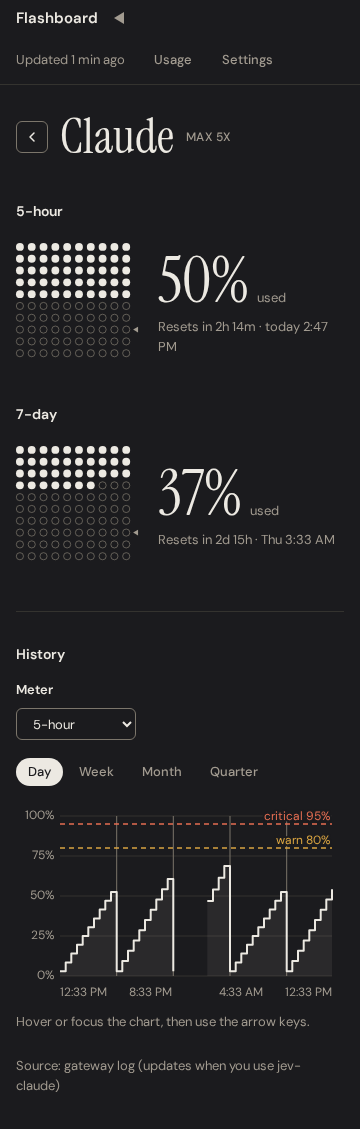 Flashboard
Updated 1 min ago Usage Settings
Claude MAX 5X
5-hour
50% used
Resets in 2h 14m · today 2:47
PM
7-day
37% used
Resets in 2d 15h · Thu 3:33 AM
History
Meter
5-hour
Day Week Month Quarter
critical 95%
warn 80%
100%
75%
50%
25%
0%
12:33 PM 8:33 PM 4:33 AM 12:33 PM
Hover or focus the chart, then use the arrow keys.
Source: gateway log (updates when you use jev-
claude)